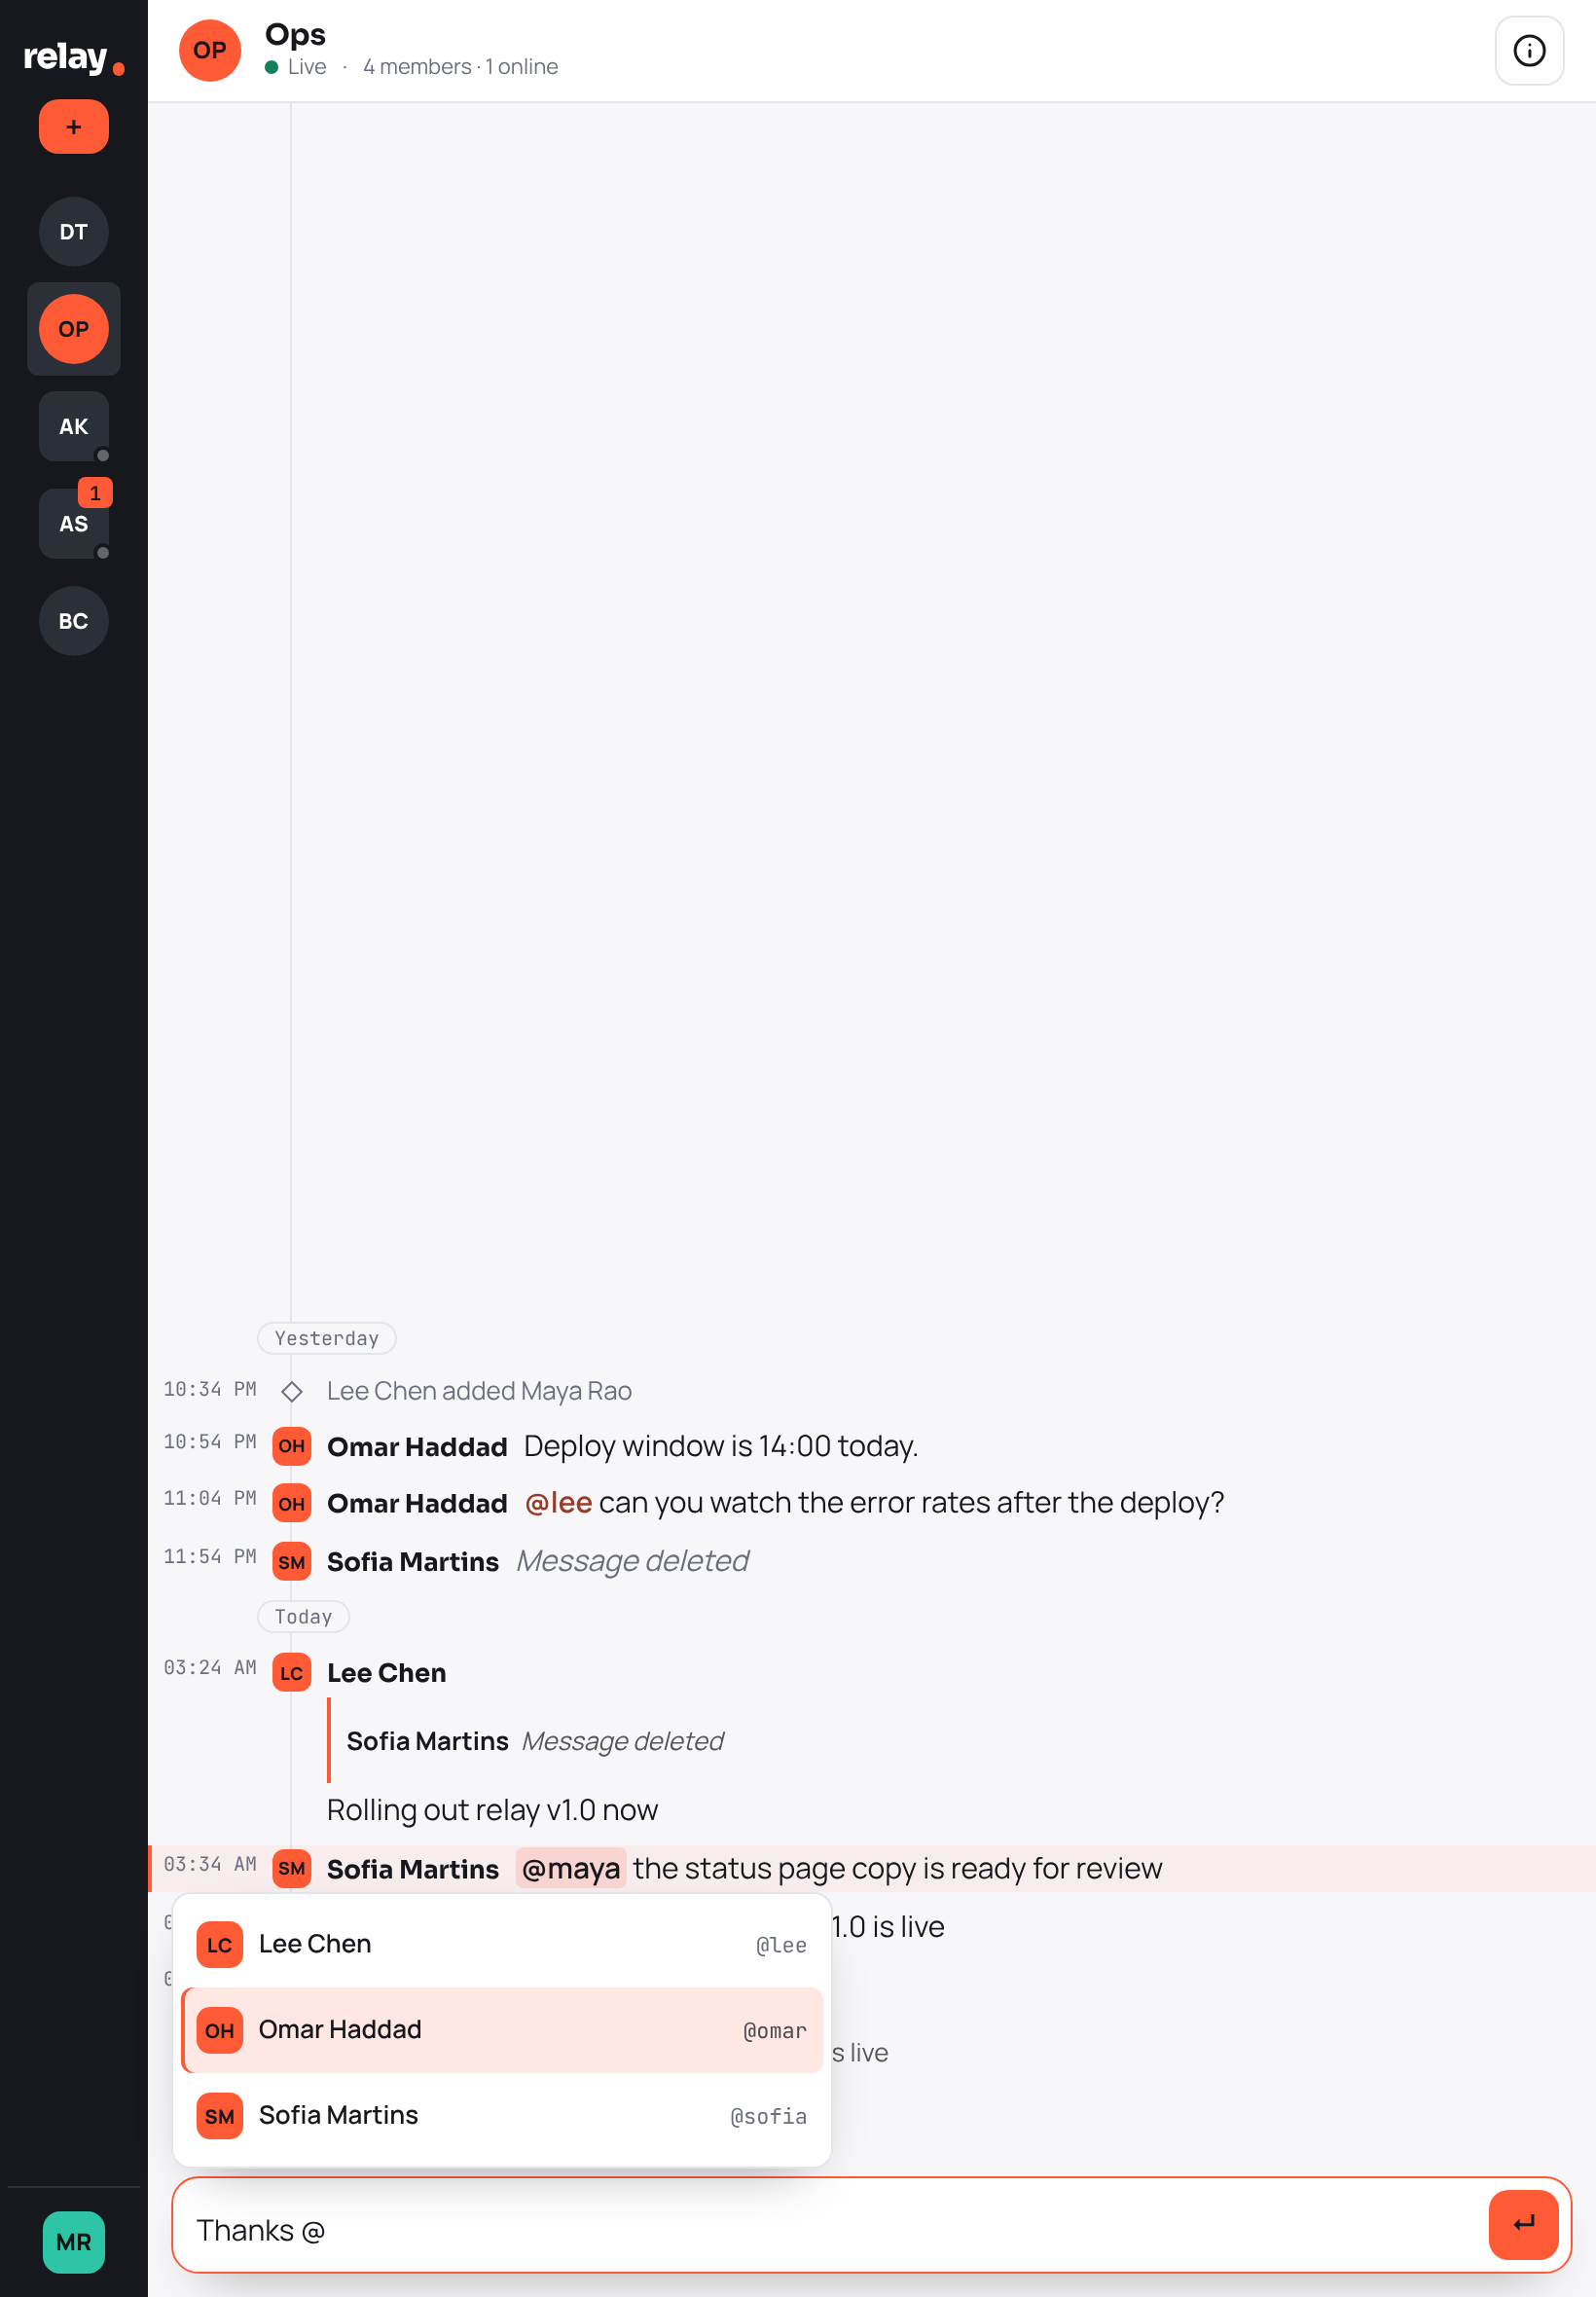 relay.
+
DT
OP
AK
1
AS
BC
MR
OP
Ops
Live · 4 members · 1 online
Yesterday
10:34 PM Lee Chen added Maya Rao
10:54 PM OH Omar Haddad Deploy window is 14:00 today.
11:04 PM OH Omar Haddad @lee can you watch the error rates after the deploy?
11:54 PM SM Sofia Martins Message deleted
Today
03:24 AM LC Lee Chen
Sofia Martins Message deleted
Rolling out relay v1.0 now
03:34 AM SM Sofia Martins @maya the status page copy is ready for review
1.0 is live
s live
LC Lee Chen @lee
OH Omar Haddad @omar
SM Sofia Martins @sofia
Thanks @